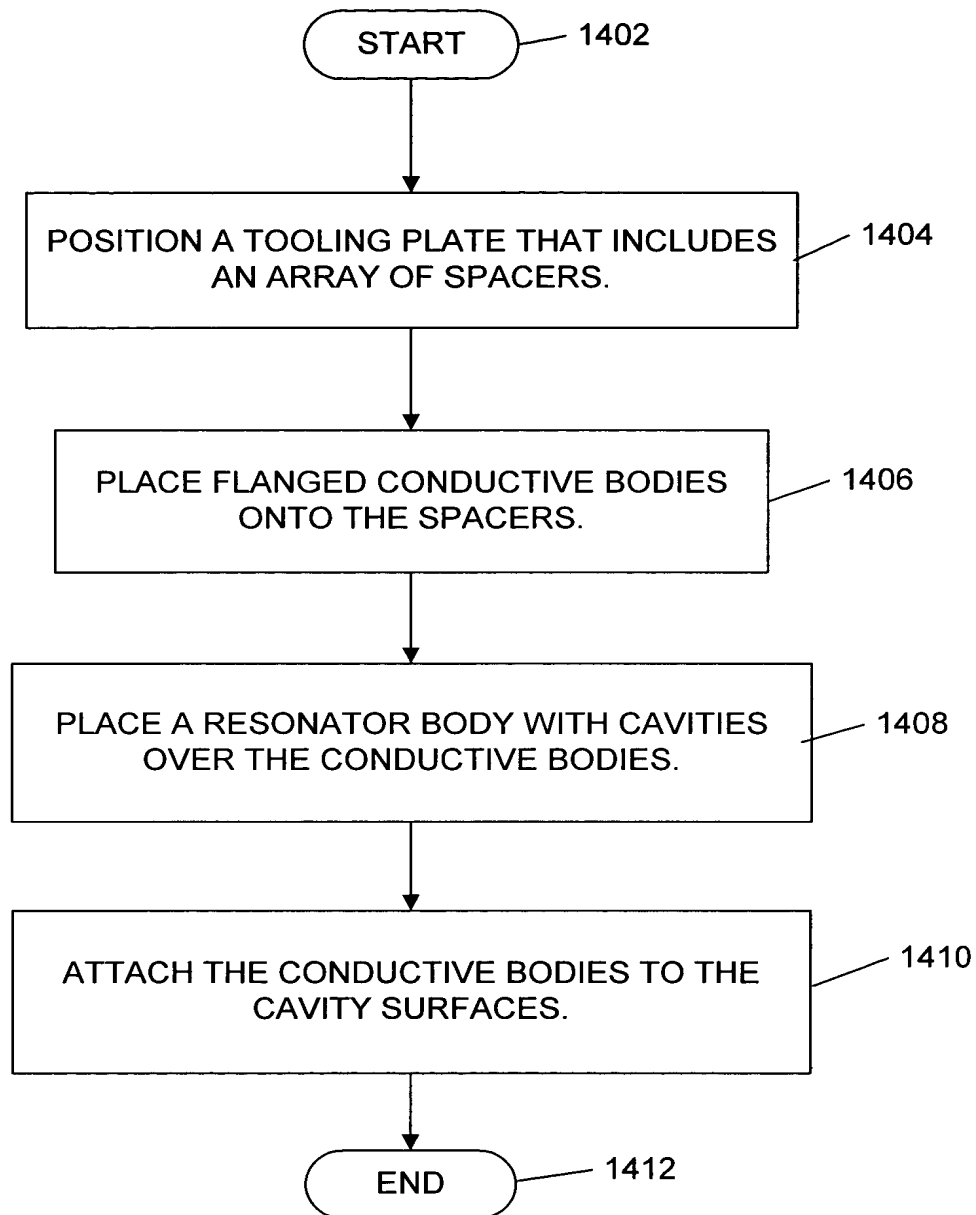 START
1402
POSITION A TOOLING PLATE THAT INCLUDES
AN ARRAY OF SPACERS.
1404
PLACE FLANGED CONDUCTIVE BODIES
ONTO THE SPACERS.
1406
PLACE A RESONATOR BODY WITH CAVITIES
OVER THE CONDUCTIVE BODIES.
1408
ATTACH THE CONDUCTIVE BODIES TO THE
CAVITY SURFACES.
1410
END
1412